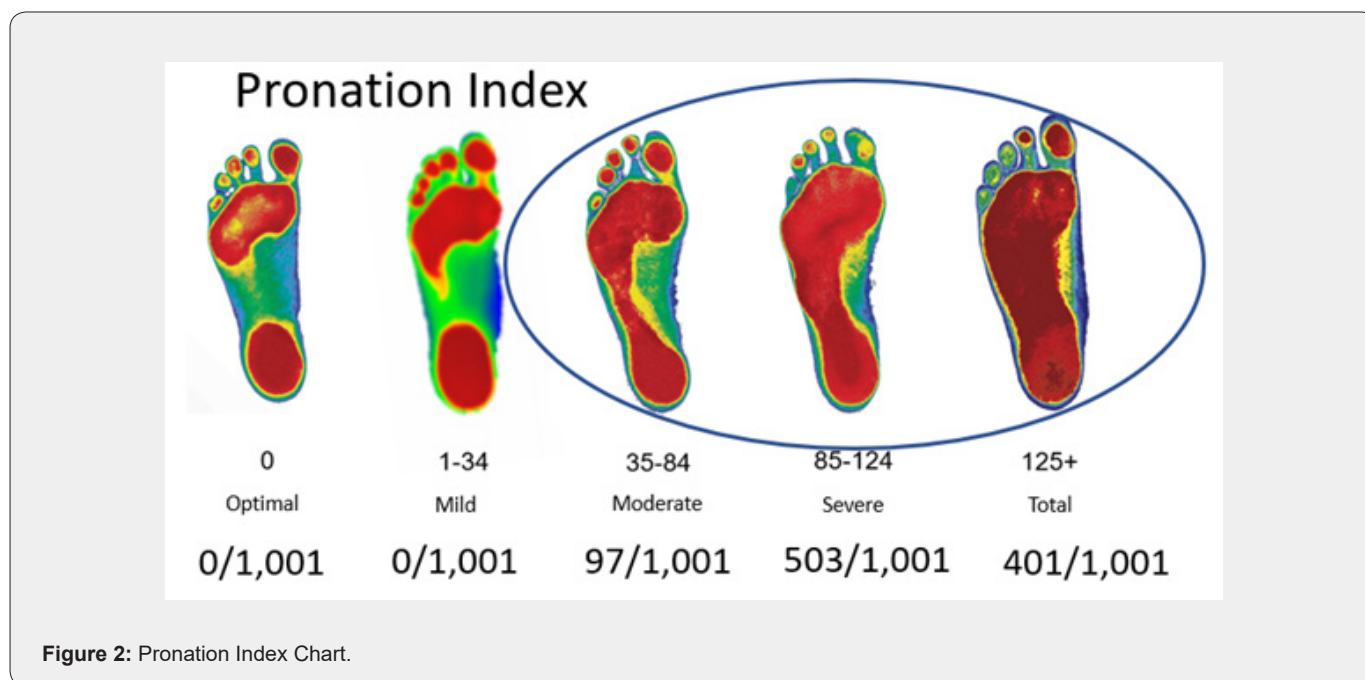 Pronation Index
0 1-34 35-84 85-124 125+
Optimal Mild Moderate Severe Total
0/1,001 0/1,001 97/1,001 503/1,001 401/1,001
Figure 2: Pronation Index Chart.